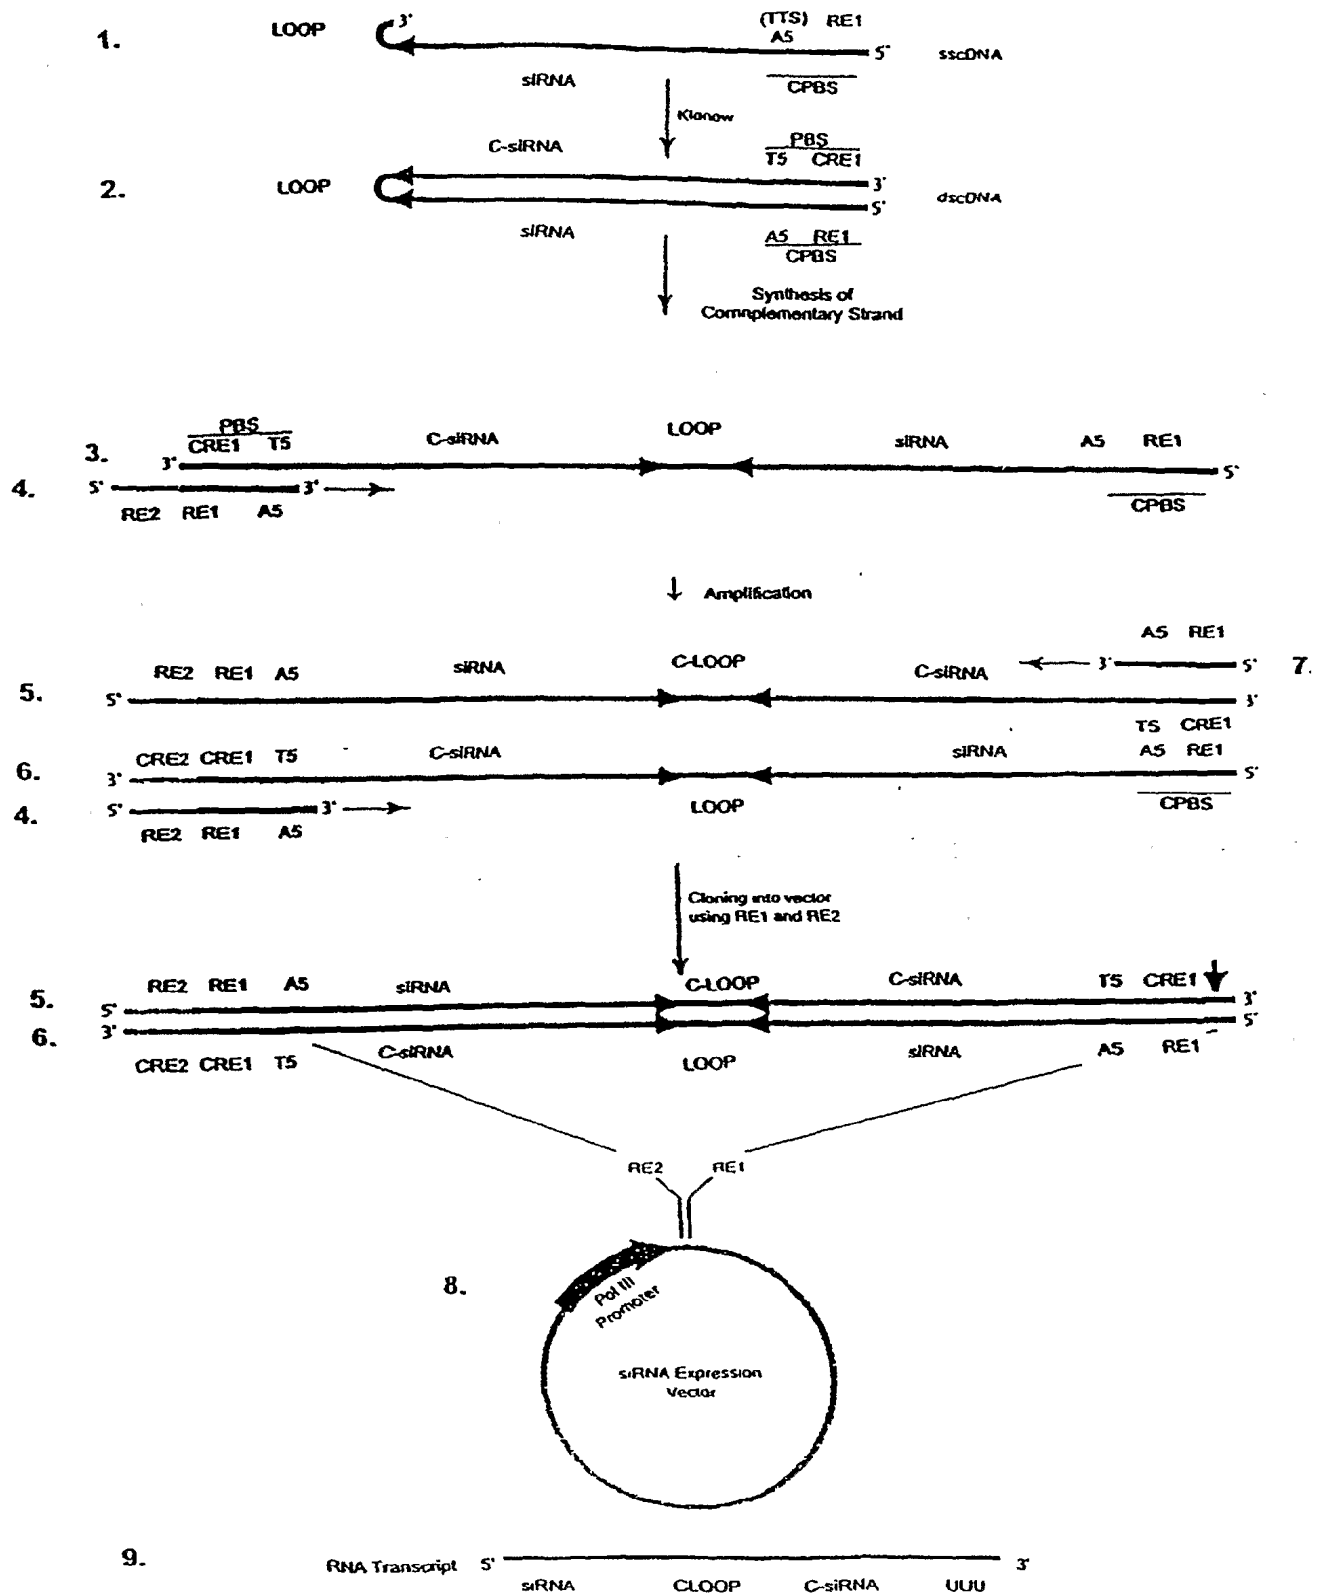 1.
LOOP
3'
(TTS) RE1
A5
5'
sscDNA
siRNA
CPBS
Klenow
C-siRNA
PBS
T5 CRE1
2.
LOOP
3'
5'
dscDNA
siRNA
A5 RE1
CPBS
Synthesis of
Comnplementary Strand
PBS
CRE1 T5
C-siRNA
LOOP
siRNA
A5 RE1
3.
3'
5'
4.
5'
3'
RE2 RE1 A5
CPBS
Amplification
A5 RE1
RE2 RE1 A5
siRNA
C-LOOP
C-siRNA
3'
5'
7.
5.
5'
3'
T5 CRE1
CRE2 CRE1 T5
C-siRNA
siRNA
A5 RE1
6.
3'
5'
4.
5'
3'
LOOP
CPBS
RE2 RE1 A5
Cloning into vector
using RE1 and RE2
RE2 RE1 A5
siRNA
C-LOOP
C-siRNA
T5 CRE1
5.
5'
3'
6.
3'
5'
CRE2 CRE1 T5
C-siRNA
LOOP
siRNA
A5 RE1
RE2 RE1
8.
Pol III
Promoter
siRNA Expression
Vector
9.
RNA Transcript 5'
3'
siRNA CLOOP C-siRNA UUU